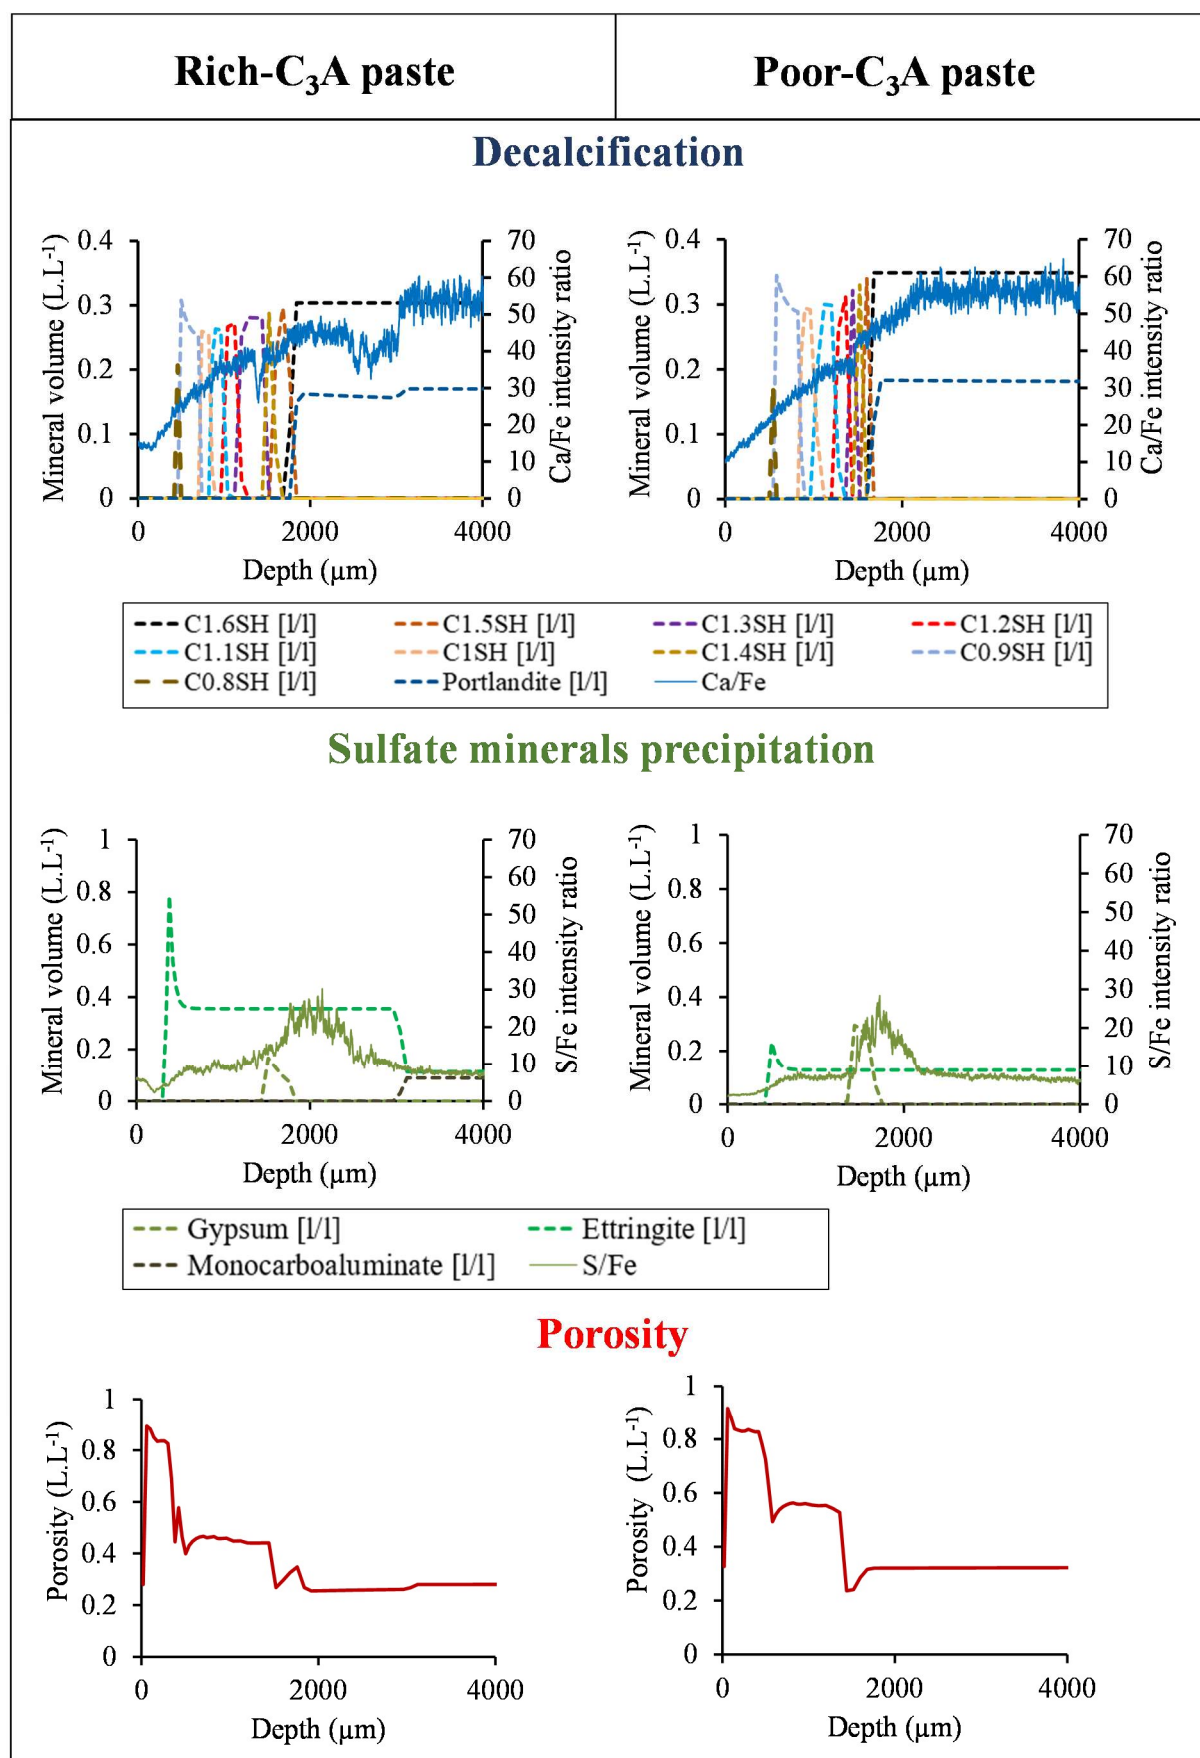 Rich-C₃A paste
Poor-C₃A paste
Decalcification
Mineral volume (L.L⁻¹)
0.4
0.3
0.2
0.1
0
70
60
50
40
30
20
10
0
Ca/Fe intensity ratio
0 2000 4000
Depth (µm)
Mineral volume (L.L⁻¹)
0.4
0.3
0.2
0.1
0
70
60
50
40
30
20
10
0
Ca/Fe intensity ratio
0 2000 4000
Depth (µm)
C1.6SH [l/l] C1.5SH [l/l] C1.3SH [l/l] C1.2SH [l/l]
C1.1SH [l/l] C1SH [l/l] C1.4SH [l/l] C0.9SH [l/l]
C0.8SH [l/l] Portlandite [l/l] Ca/Fe
Sulfate minerals precipitation
Mineral volume (L.L⁻¹)
1
0.8
0.6
0.4
0.2
0
70
60
50
40
30
20
10
0
S/Fe intensity ratio
0 2000 4000
Depth (µm)
Mineral volume (L.L⁻¹)
1
0.8
0.6
0.4
0.2
0
70
60
50
40
30
20
10
0
S/Fe intensity ratio
0 2000 4000
Depth (µm)
Gypsum [l/l] Ettringite [l/l]
Monocarboaluminate [l/l] S/Fe
Porosity
Porosity (L.L⁻¹)
1
0.8
0.6
0.4
0.2
0
0 2000 4000
Depth (µm)
Porosity (L.L⁻¹)
1
0.8
0.6
0.4
0.2
0
0 2000 4000
Depth (µm)